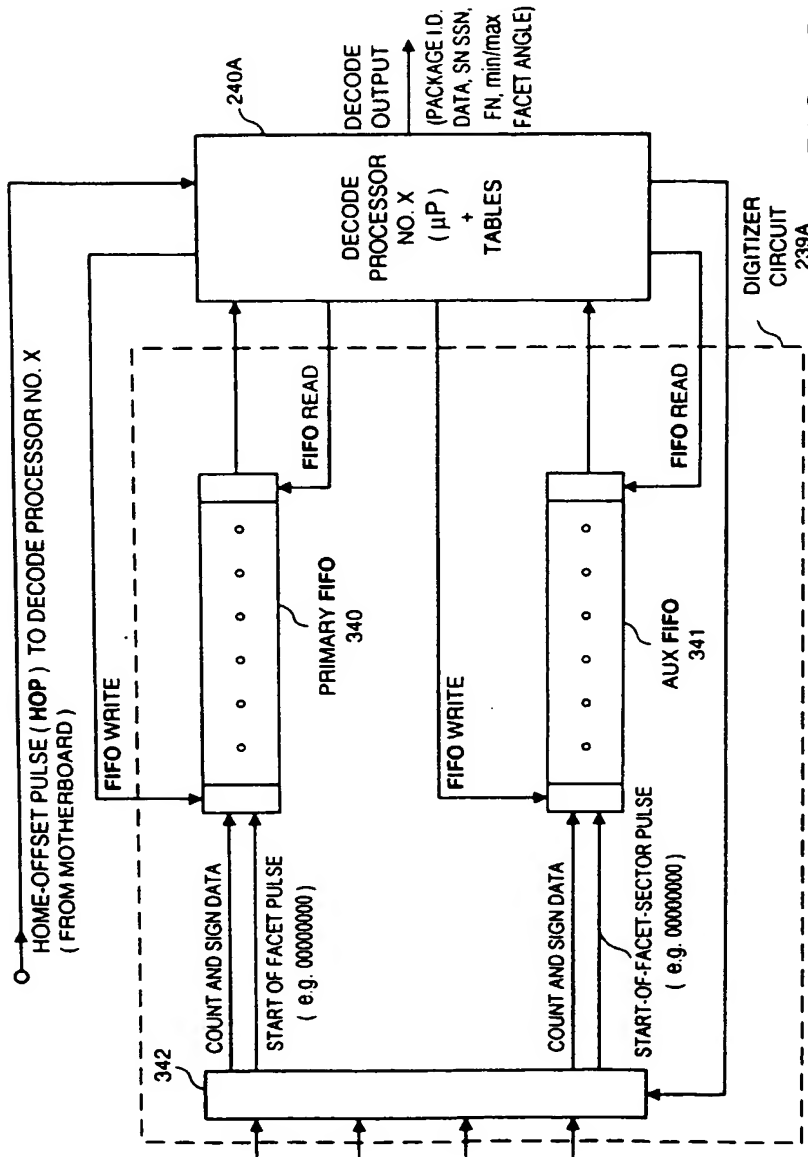 HOME-OFFSET PULSE ( HOP ) TO DECODE PROCESSOR NO. X
( FROM MOTHERBOARD )
FIFO WRITE
342
COUNT AND SIGN DATA
START OF FACET PULSE
( e.g. 00000000)
PRIMARY FIFO
340
FIFO READ
DECODE
PROCESSOR
NO. X
(µP)
+
TABLES
240A
DECODE
OUTPUT
(PACKAGE I.D.
DATA, SN SSN,
FN, min/max
FACET ANGLE)
FIFO WRITE
COUNT AND SIGN DATA
START-OF-FACET-SECTOR PULSE
( e.g. 00000000)
AUX FIFO
341
FIFO READ
DIGITIZER
CIRCUIT
239A